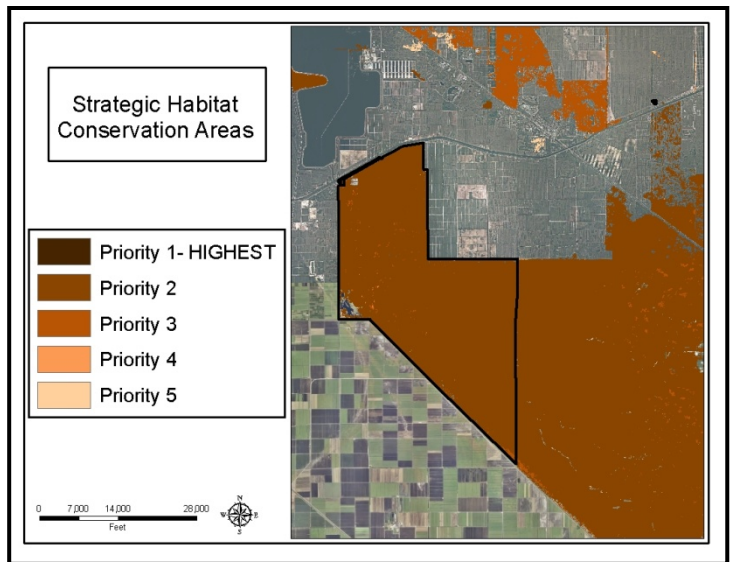 Strategic Habitat
Conservation Areas
Priority 1- HIGHEST
Priority 2
Priority 3
Priority 4
Priority 5
0 7,000 14,000 28,000
Feet
N
W E
S